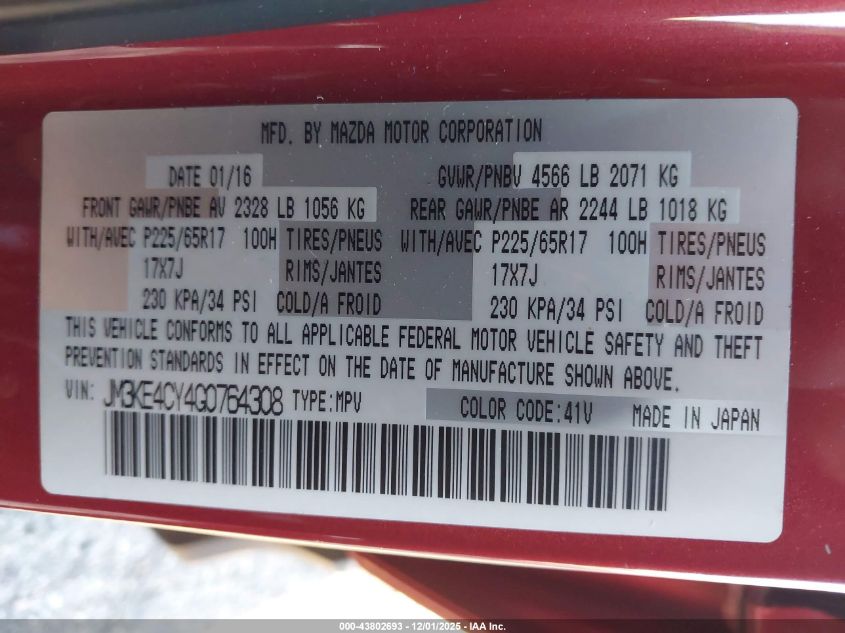 MFD. BY MAZDA MOTOR CORPORATION
DATE 01/16 GVWR/PNBV 4566 LB 2071 KG
FRONT GAWR/PNBE AV 2328 LB 1056 KG REAR GAWR/PNBE AR 2244 LB 1018 KG
WITH/AVEC P225/65R17 100H TIRES/PNEUS WITH/AVEC P225/65R17 100H TIRES/PNEUS
17X7J RIMS/JANTES 17X7J RIMS/JANTES
230 KPA/34 PSI COLD/A FROID 230 KPA/34 PSI COLD/A FROID
THIS VEHICLE CONFORMS TO ALL APPLICABLE FEDERAL MOTOR VEHICLE SAFETY AND THEFT
PREVENTION STANDARDS IN EFFECT ON THE DATE OF MANUFACTURE SHOWN ABOVE.
VIN: JM3KE4CY4G0764308 TYPE:MPV COLOR CODE:41V MADE IN JAPAN
000-43802693 - 12/01/2025 - IAA Inc.